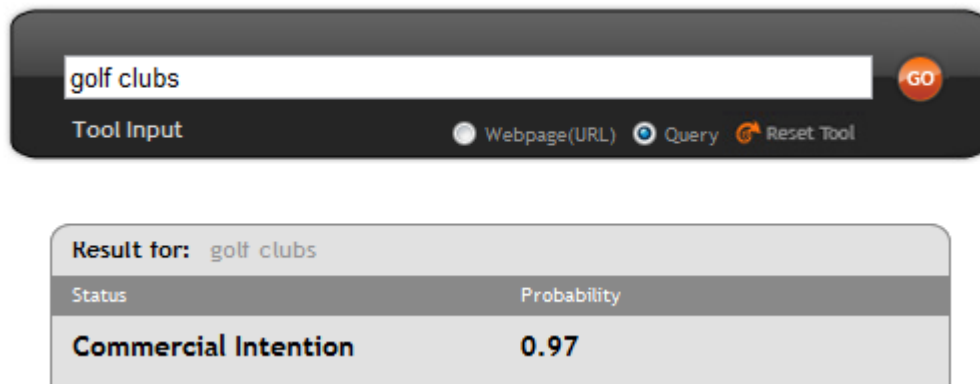 golf clubs
GO
Tool Input Webpage(URL) Query Reset Tool
Result for: golf clubs
Status Probability
Commercial Intention 0.97